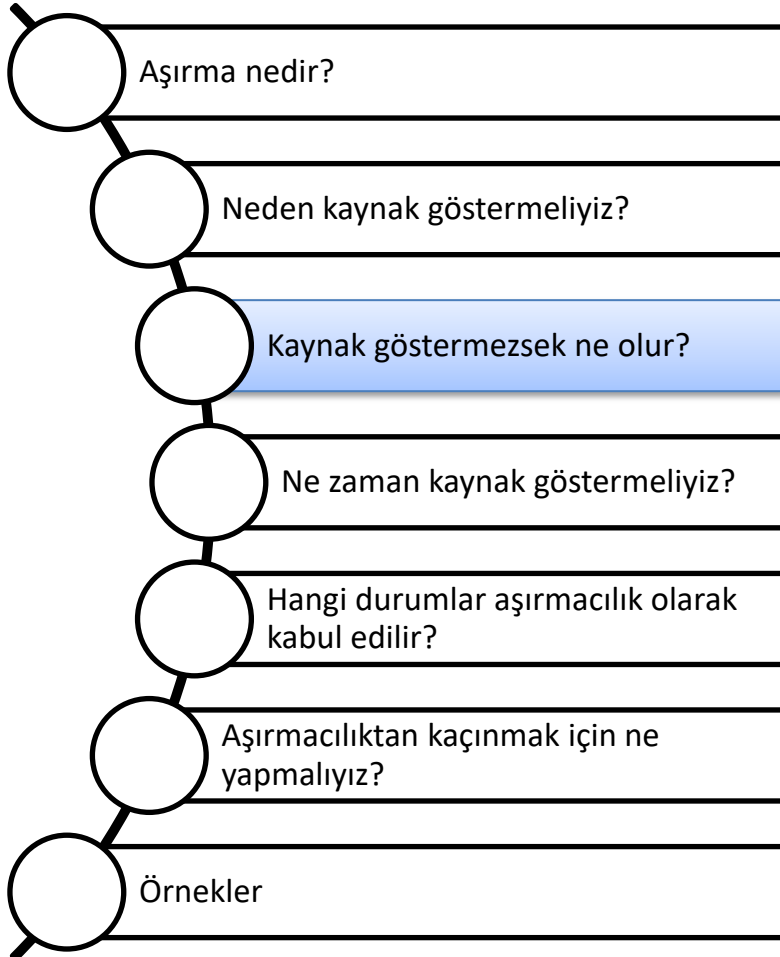 Aşırma nedir?
Neden kaynak göstermeliyiz?
Kaynak göstermezsek ne olur?
Ne zaman kaynak göstermeliyiz?
Hangi durumlar aşırmacılık olarak
kabul edilir?
Aşırmacılıktan kaçınmak için ne
yapmalıyız?
Örnekler